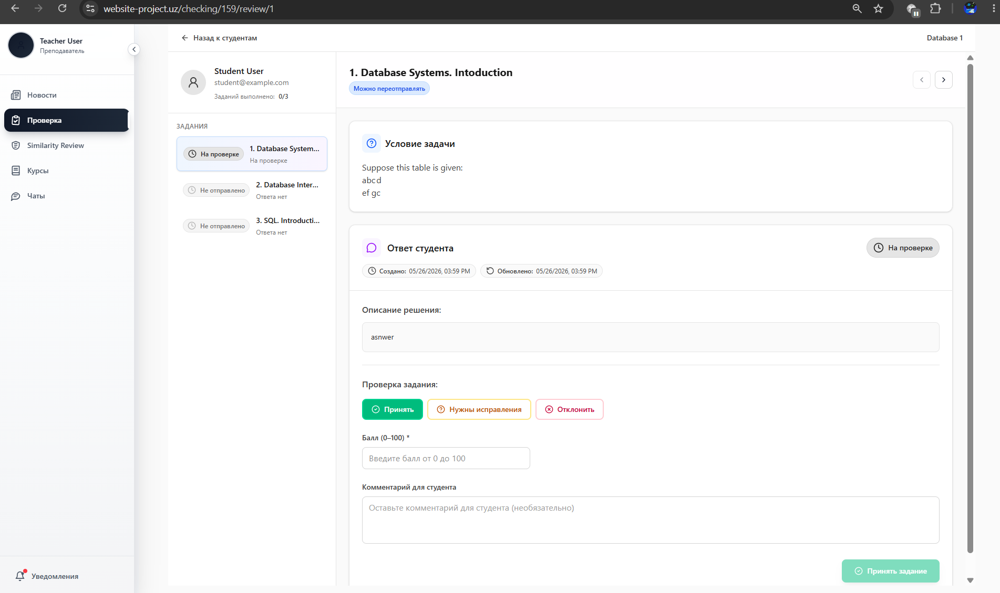 website-project.uz/checking/159/review/1
Teacher User
Преподаватель
Новости
Проверка
Similarity Review
Курсы
Чаты
Уведомления
Назад к студентам
Database 1
Student User
student@example.com
Заданий выполнено: 0/3
ЗАДАНИЯ
На проверке
1. Database System...
На проверке
Не отправлено
2. Database Inter...
Ответа нет
Не отправлено
3. SQL. Introducti...
Ответа нет
1. Database Systems. Intoduction
Можно переотправлять
Условие задачи
Suppose this table is given:
abcd
ef gc
Ответ студента
На проверке
Создано: 05/26/2026, 03:59 PM
Обновлено: 05/26/2026, 03:59 PM
Описание решения:
asnwer
Проверка задания:
Принять
Нужны исправления
Отклонить
Балл (0–100) *
Введите балл от 0 до 100
Комментарий для студента
Оставьте комментарий для студента (необязательно)
Принять задание